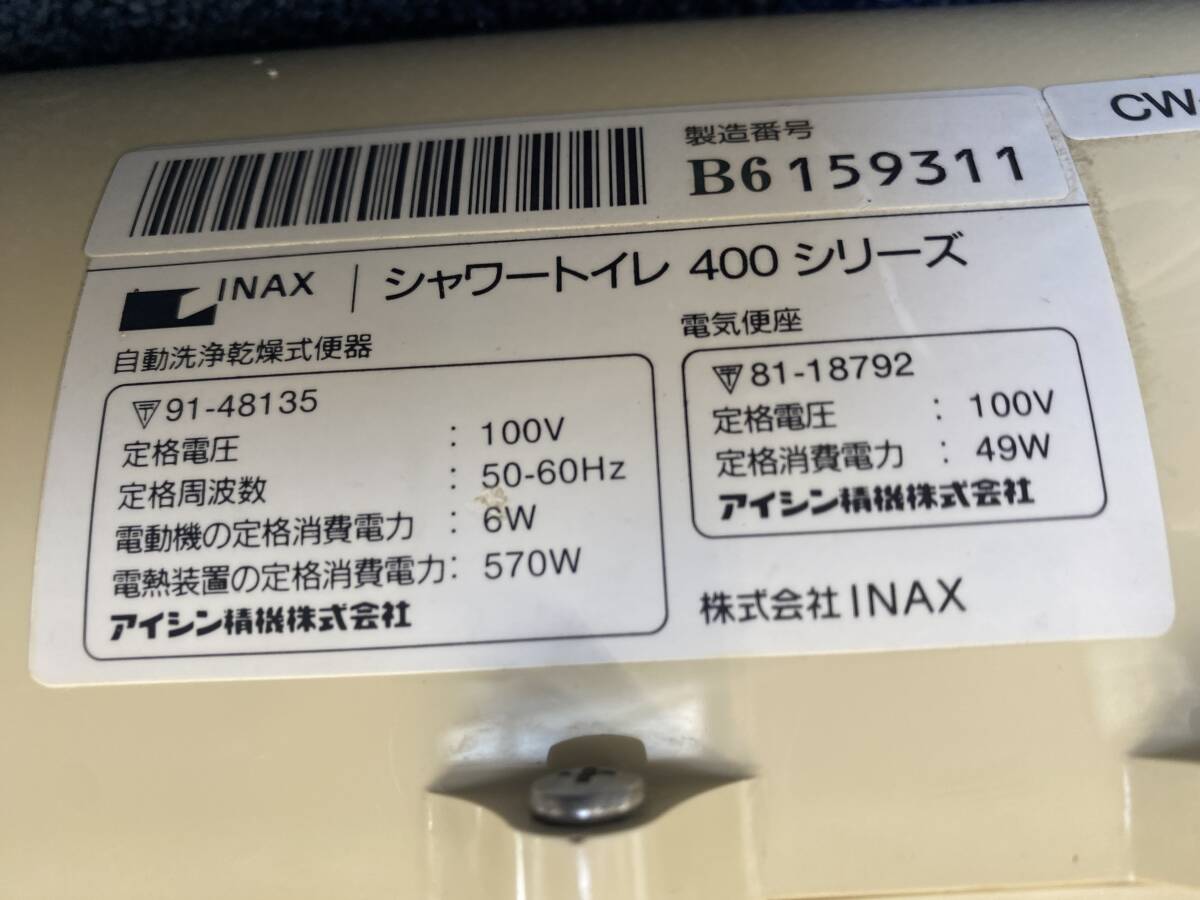 製造番号
B6 159311
CW-
INAX シャワートイレ 400 シリーズ
自動洗浄乾燥式便器
〒91-48135
定格電圧 : 100V
定格周波数 : 50-60Hz
電動機の定格消費電力 : 6W
電熱装置の定格消費電力 : 570W
アイシン精機株式会社
電気便座
〒81-18792
定格電圧 : 100V
定格消費電力 : 49W
アイシン精機株式会社
株式会社 INAX